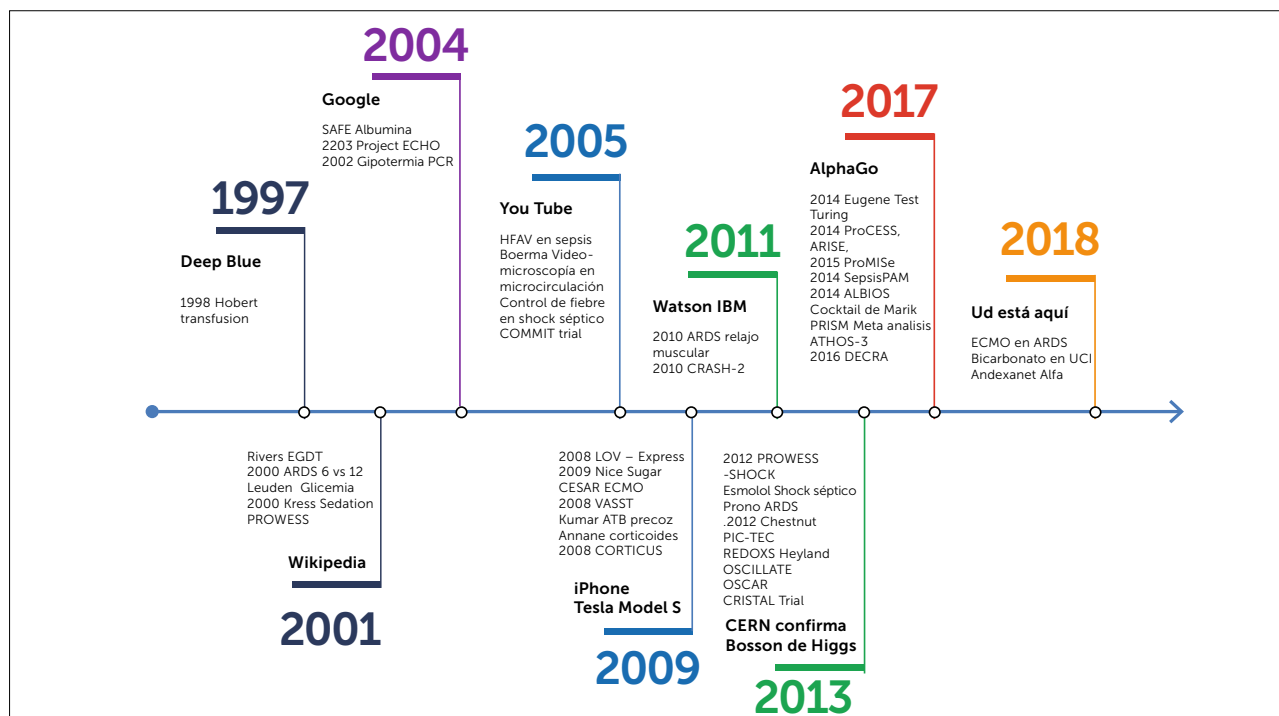 1997
Deep Blue
1998 Hobert
transfusion
Rivers EGDT
2000 ARDS 6 vs 12
Leuden Glicemia
2000 Kress Sedation
PROWESS
Wikipedia
2001
2004
Google
SAFE Albumina
2203 Project ECHO
2002 Gipotermia PCR
2005
You Tube
HFAV en sepsis
Boerma Video-
microscopía en
microcirculación
Control de fiebre
en shock séptico
COMMIT trial
2008 LOV – Express
2009 Nice Sugar
CESAR ECMO
2008 VASST
Kumar ATB precoz
Annane corticoides
2008 CORTICUS
iPhone
Tesla Model S
2009
2011
Watson IBM
2010 ARDS relajo
muscular
2010 CRASH-2
2012 PROWESS
-SHOCK
Esmolol Shock séptico
Prono ARDS
.2012 Chestnut
PIC-TEC
REDOXS Heyland
OSCILLATE
OSCAR
CRISTAL Trial
CERN confirma
Bosson de Higgs
2013
2017
AlphaGo
2014 Eugene Test
Turing
2014 ProCESS,
ARISE,
2015 ProMISe
2014 SepsisPAM
2014 ALBIOS
Cocktail de Marik
PRISM Meta analisis
ATHOS-3
2016 DECRA
2018
Ud está aquí
ECMO en ARDS
Bicarbonato en UCI
Andexanet Alfa